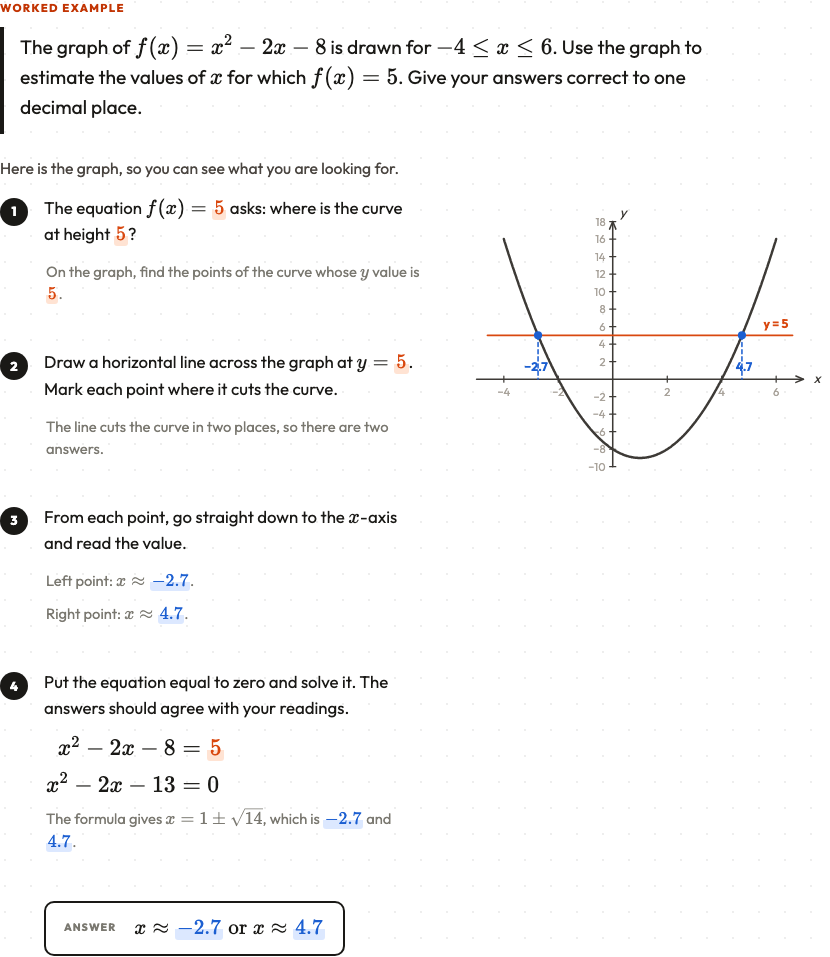 WORKED EXAMPLE
The graph of f(x) = x² − 2x − 8 is drawn for −4 ≤ x ≤ 6. Use the graph to
estimate the values of x for which f(x) = 5. Give your answers correct to one
decimal place.
Here is the graph, so you can see what you are looking for.
1
The equation f(x) = 5 asks: where is the curve
at height 5?
On the graph, find the points of the curve whose y value is
5.
2
Draw a horizontal line across the graph at y = 5.
Mark each point where it cuts the curve.
The line cuts the curve in two places, so there are two
answers.
3
From each point, go straight down to the x-axis
and read the value.
Left point: x ≈ −2.7.
Right point: x ≈ 4.7.
4
Put the equation equal to zero and solve it. The
answers should agree with your readings.
x² − 2x − 8 = 5
x² − 2x − 13 = 0
The formula gives x = 1 ± √14, which is −2.7 and
4.7.
ANSWER x ≈ −2.7 or x ≈ 4.7
y
18
16
14
12
10
8
6
y = 5
4
2
−2.7
4.7
x
−4
−2
2
4
6
−2
−4
−6
−8
−10